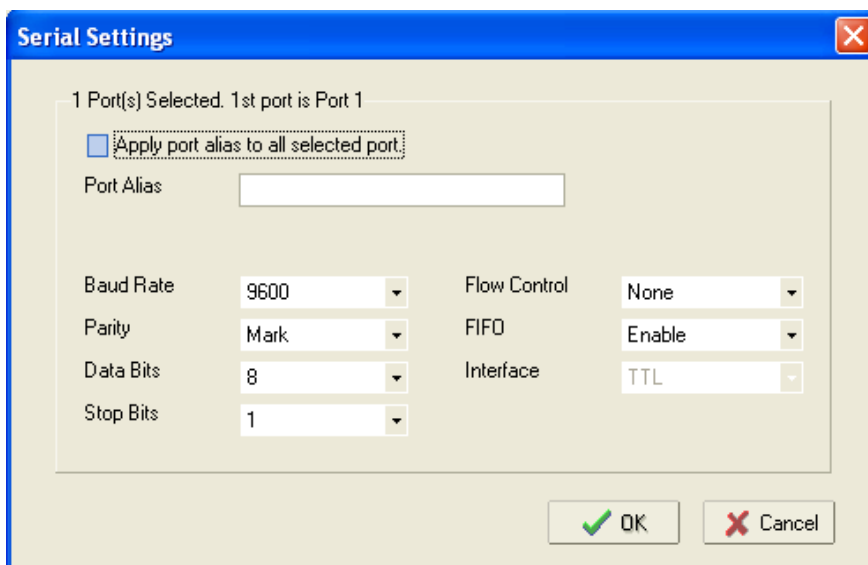 Serial Settings
1 Port(s) Selected. 1st port is Port 1
Apply port alias to all selected port.
Port Alias
Baud Rate 9600 Flow Control None
Parity Mark FIFO Enable
Data Bits 8 Interface TTL
Stop Bits 1
OK Cancel